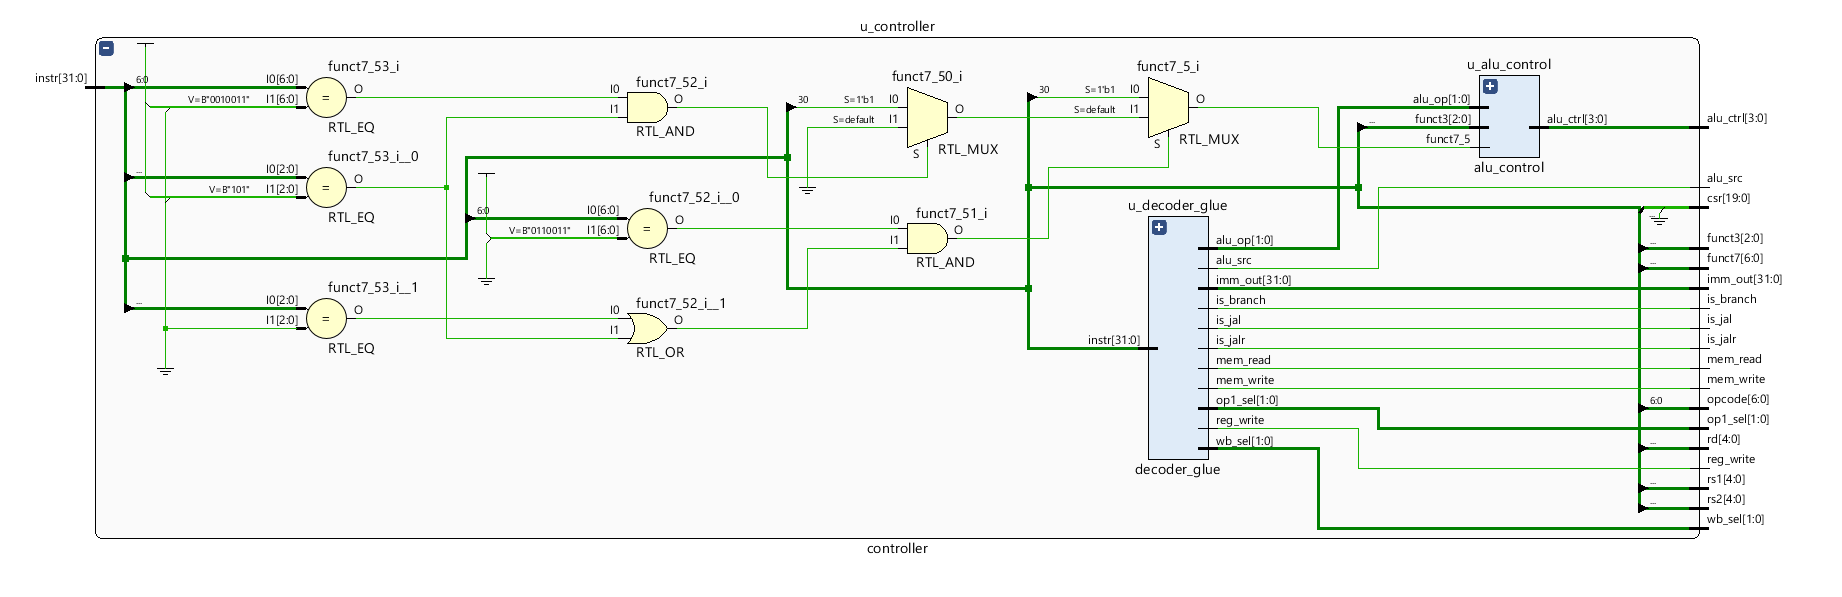 u_controller
instr[31:0]
6:0
V=B"0010011"
I0[6:0]
I1[6:0]
funct7_53_i
=
O
RTL_EQ
...
V=B"101"
I0[2:0]
I1[2:0]
funct7_53_i__0
=
O
RTL_EQ
...
I0[2:0]
I1[2:0]
funct7_53_i__1
=
O
RTL_EQ
funct7_52_i
I0
I1
O
RTL_AND
6:0
V=B"0110011"
I0[6:0]
I1[6:0]
funct7_52_i__0
=
O
RTL_EQ
funct7_52_i__1
I0
I1
O
RTL_OR
funct7_50_i
30
S=1'b1
I0
S=default
I1
O
S
RTL_MUX
funct7_51_i
I0
I1
O
RTL_AND
funct7_5_i
30
S=1'b1
I0
S=default
I1
O
S
RTL_MUX
u_alu_control
alu_op[1:0]
...
funct3[2:0]
funct7_5
alu_ctrl[3:0]
alu_control
u_decoder_glue
instr[31:0]
alu_op[1:0]
alu_src
imm_out[31:0]
is_branch
is_jal
is_jalr
mem_read
mem_write
op1_sel[1:0]
reg_write
wb_sel[1:0]
decoder_glue
alu_ctrl[3:0]
alu_src
csr[19:0]
...
funct3[2:0]
...
funct7[6:0]
...
imm_out[31:0]
is_branch
is_jal
is_jalr
mem_read
mem_write
6:0
opcode[6:0]
op1_sel[1:0]
...
rd[4:0]
reg_write
...
rs1[4:0]
...
rs2[4:0]
wb_sel[1:0]
controller